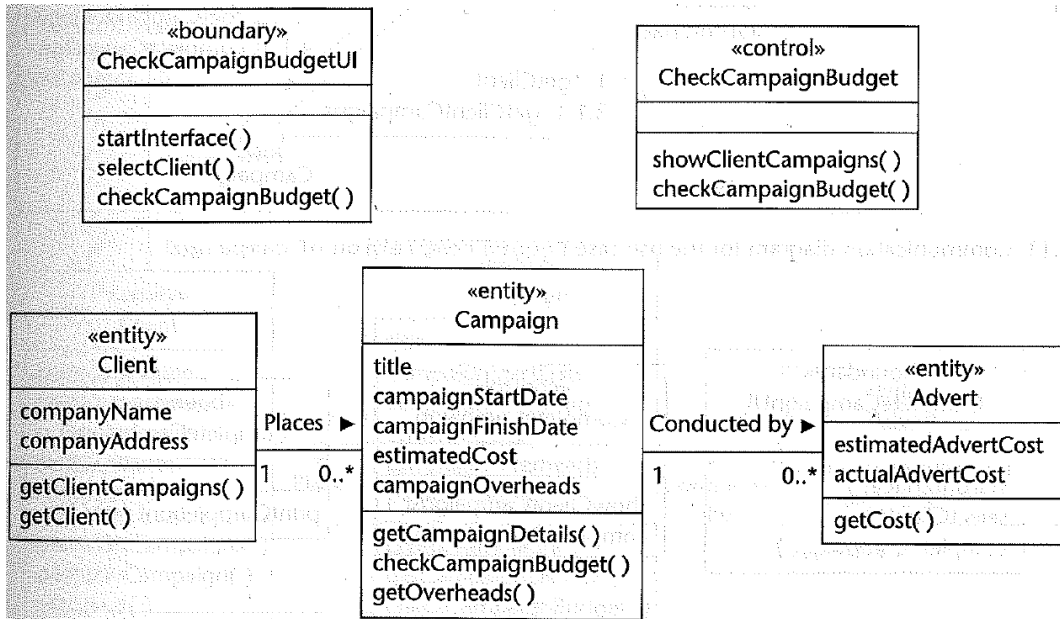 «boundary»
CheckCampaignBudgetUI
startInterface( )
selectClient( )
checkCampaignBudget( )
«control»
CheckCampaignBudget
showClientCampaigns( )
checkCampaignBudget( )
«entity»
Client
companyName
companyAddress
getClientCampaigns( )
getClient( )
Places ►
1 0..*
«entity»
Campaign
title
campaignStartDate
campaignFinishDate
estimatedCost
campaignOverheads
getCampaignDetails( )
checkCampaignBudget( )
getOverheads( )
Conducted by ►
1 0..*
«entity»
Advert
estimatedAdvertCost
actualAdvertCost
getCost( )